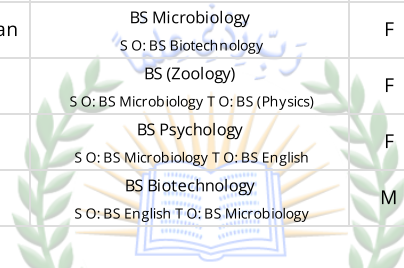 BS Microbiology
an F
S O: BS Biotechnology
رَبِّ زِدْنِي عِلْماً
BS (Zoology)
F
S O: BS Microbiology T O: BS (Physics)
BS Psychology
F
S O: BS Microbiology T O: BS English
BS Biotechnology
M
S O: BS English T O: BS Microbiology